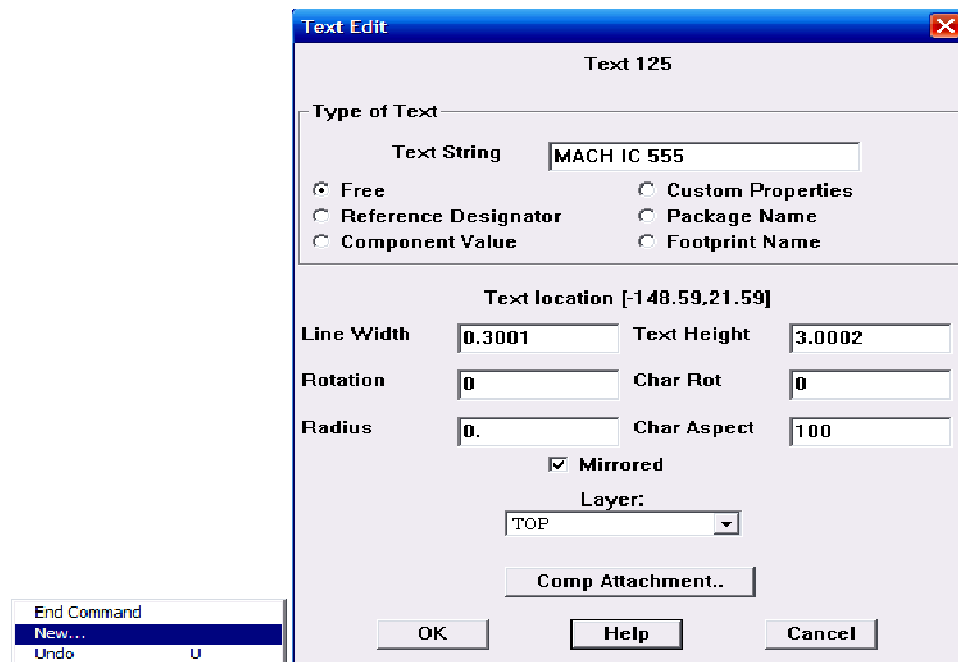 Text Edit
Text 125
Type of Text
Text String MACH IC 555
Free Custom Properties
Reference Designator Package Name
Component Value Footprint Name
Text location [-148.59,21.59]
Line Width 0.3001 Text Height 3.0002
Rotation 0 Char Rot 0
Radius 0. Char Aspect 100
Mirrored
Layer:
TOP
Comp Attachment..
OK Help Cancel
End Command
New...
Undo U